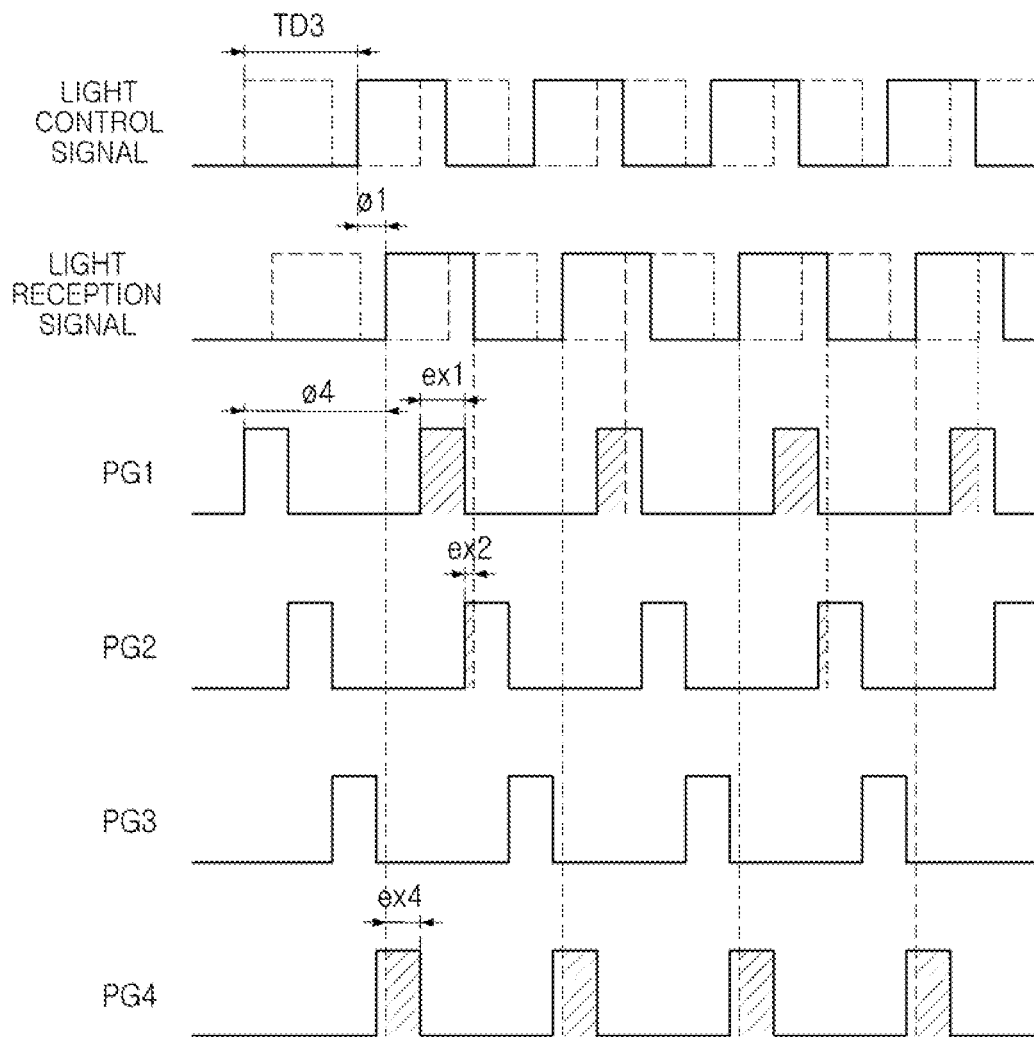 TD3
LIGHT
CONTROL
SIGNAL
ø1
LIGHT
RECEPTION
SIGNAL
ø4
ex1
PG1
ex2
PG2
PG3
ex4
PG4